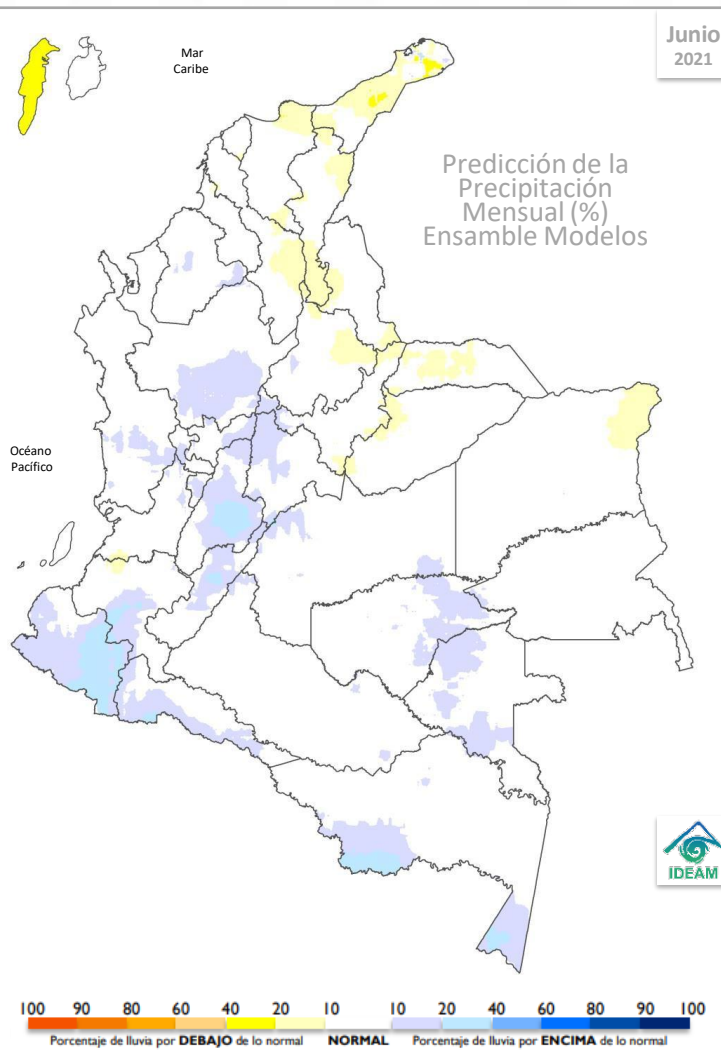 Junio
2021
Mar
Caribe
Predicción de la
Precipitación
Mensual (%)
Ensamble Modelos
Océano
Pacífico
IDEAM
100 90 80 60 40 20 10 10 20 40 60 80 90 100
Porcentaje de lluvia por DEBAJO de lo normal NORMAL Porcentaje de lluvia por ENCIMA de lo normal